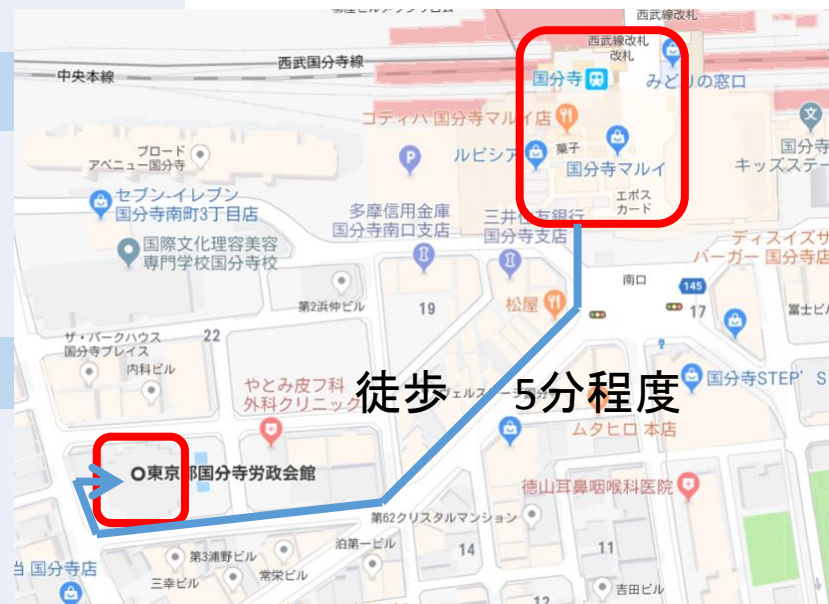 西武線改札
西武線改札
改札
西武国分寺線
中央本線
国分寺
みどりの窓口
ゴディバ 国分寺マルイ店
菓子
ルピシア
国分寺マルイ
エポス
カード
国分寺
キッズステー
ブロード
アベニュー国分寺
セブン-イレブン
国分寺南町3丁目店
多摩信用金庫
国分寺南口支店
三井住友銀行
国分寺支店
国際文化理容美容
専門学校国分寺校
ディスイズザ
バーガー 国分寺店
南口
145
第2浜仲ビル
19
松屋
17
冨士ビル
22
ザ・パークハウス
国分寺プレイス
内科ビル
やとみ皮フ科
外科クリニック
徒歩 5分程度
国分寺STEP'S
ムタヒロ 本店
東京都国分寺労政会館
徳山耳鼻咽喉科医院
第62クリスタルマンション
泊第一ビル
14
11
第3浦野ビル
常栄ビル
三幸ビル
国分寺店
吉田ビル
12